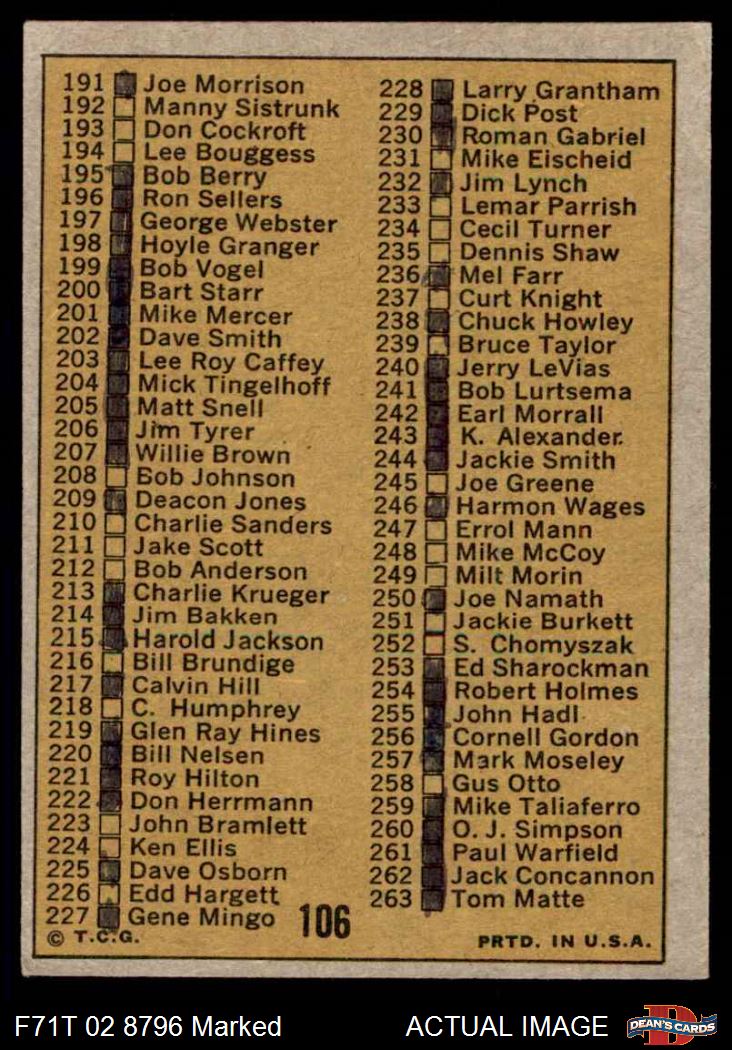 191 Joe Morrison
192 Manny Sistrunk
193 Don Cockroft
194 Lee Bouggess
195 Bob Berry
196 Ron Sellers
197 George Webster
198 Hoyle Granger
199 Bob Vogel
200 Bart Starr
201 Mike Mercer
202 Dave Smith
203 Lee Roy Caffey
204 Mick Tingelhoff
205 Matt Snell
206 Jim Tyrer
207 Willie Brown
208 Bob Johnson
209 Deacon Jones
210 Charlie Sanders
211 Jake Scott
212 Bob Anderson
213 Charlie Krueger
214 Jim Bakken
215 Harold Jackson
216 Bill Brundige
217 Calvin Hill
218 C. Humphrey
219 Glen Ray Hines
220 Bill Nelsen
221 Roy Hilton
222 Don Herrmann
223 John Bramlett
224 Ken Ellis
225 Dave Osborn
226 Edd Hargett
227 Gene Mingo
228 Larry Grantham
229 Dick Post
230 Roman Gabriel
231 Mike Eischeid
232 Jim Lynch
233 Lemar Parrish
234 Cecil Turner
235 Dennis Shaw
236 Mel Farr
237 Curt Knight
238 Chuck Howley
239 Bruce Taylor
240 Jerry LeVias
241 Bob Lurtsema
242 Earl Morrall
243 K. Alexander
244 Jackie Smith
245 Joe Greene
246 Harmon Wages
247 Errol Mann
248 Mike McCoy
249 Milt Morin
250 Joe Namath
251 Jackie Burkett
252 S. Chomyszak
253 Ed Sharockman
254 Robert Holmes
255 John Hadl
256 Cornell Gordon
257 Mark Moseley
258 Gus Otto
259 Mike Taliaferro
260 O. J. Simpson
261 Paul Warfield
262 Jack Concannon
263 Tom Matte
© T.C.G. 106 PRTD. IN U.S.A.
F71T 02 8796 Marked ACTUAL IMAGE D DEAN'S CARDS